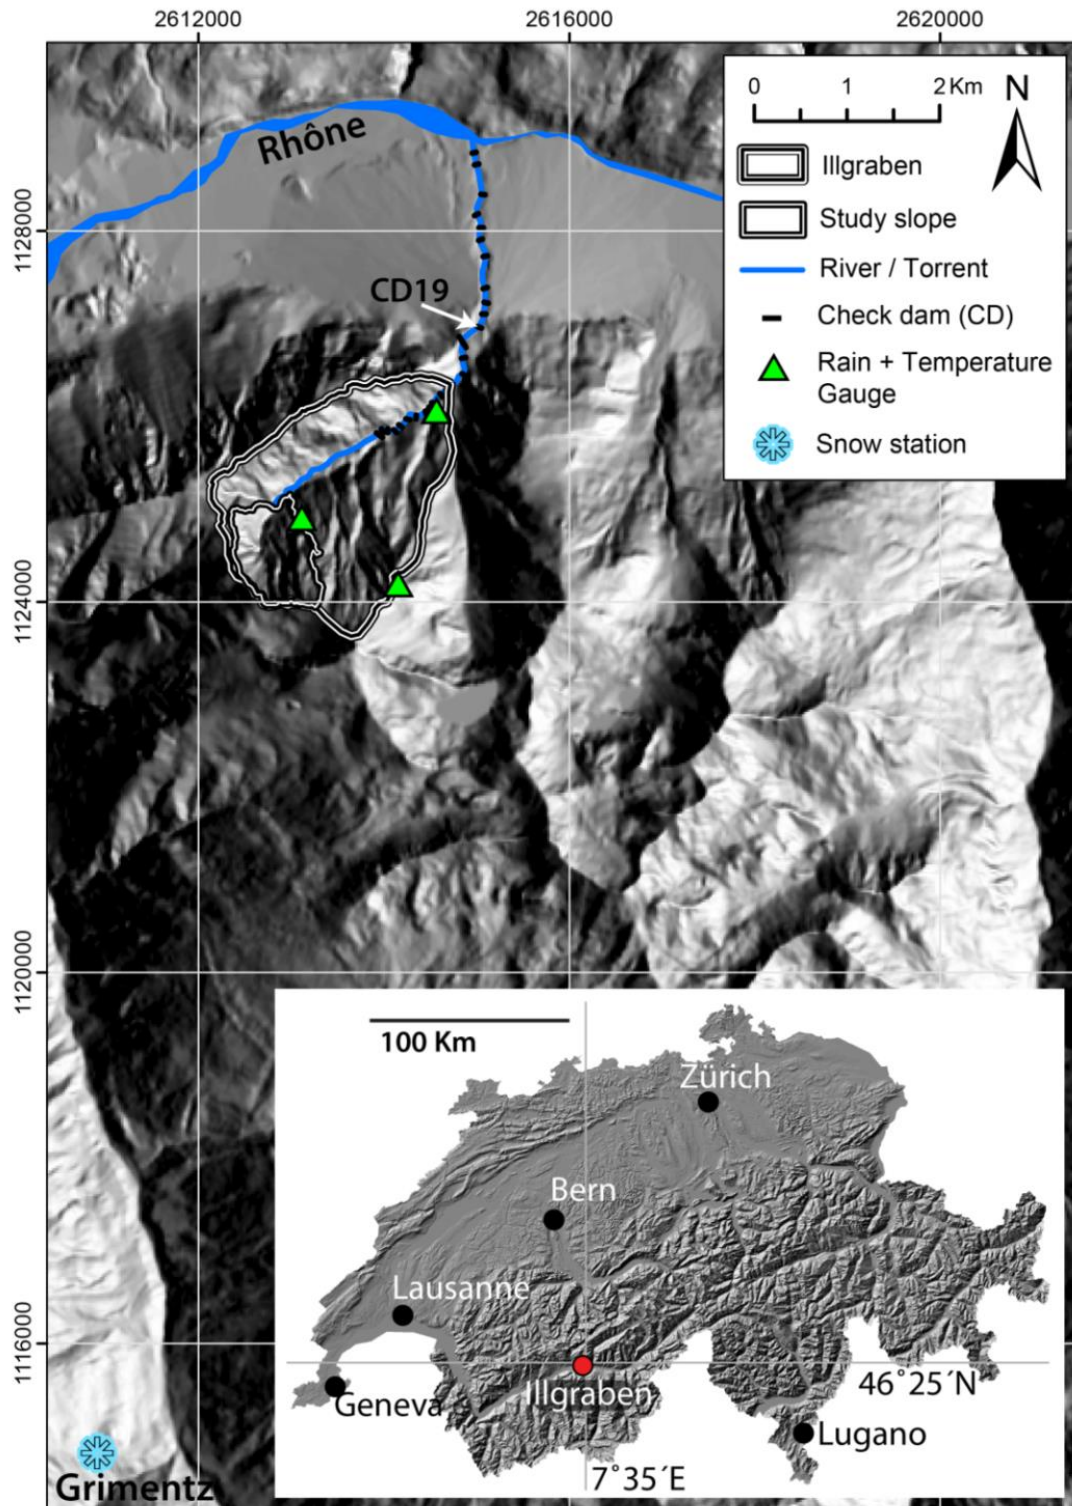 2612000 2616000 2620000
0 1 2 Km
N
Rhône
Illgraben
Study slope
1128000
River / Torrent
CD19
Check dam (CD)
Rain + Temperature
Gauge
Snow station
1124000
1120000
100 Km
Zürich
Bern
Lausanne
1116000
46°25´N
Illgraben
Geneva
Lugano
7°35´E
Grimentz